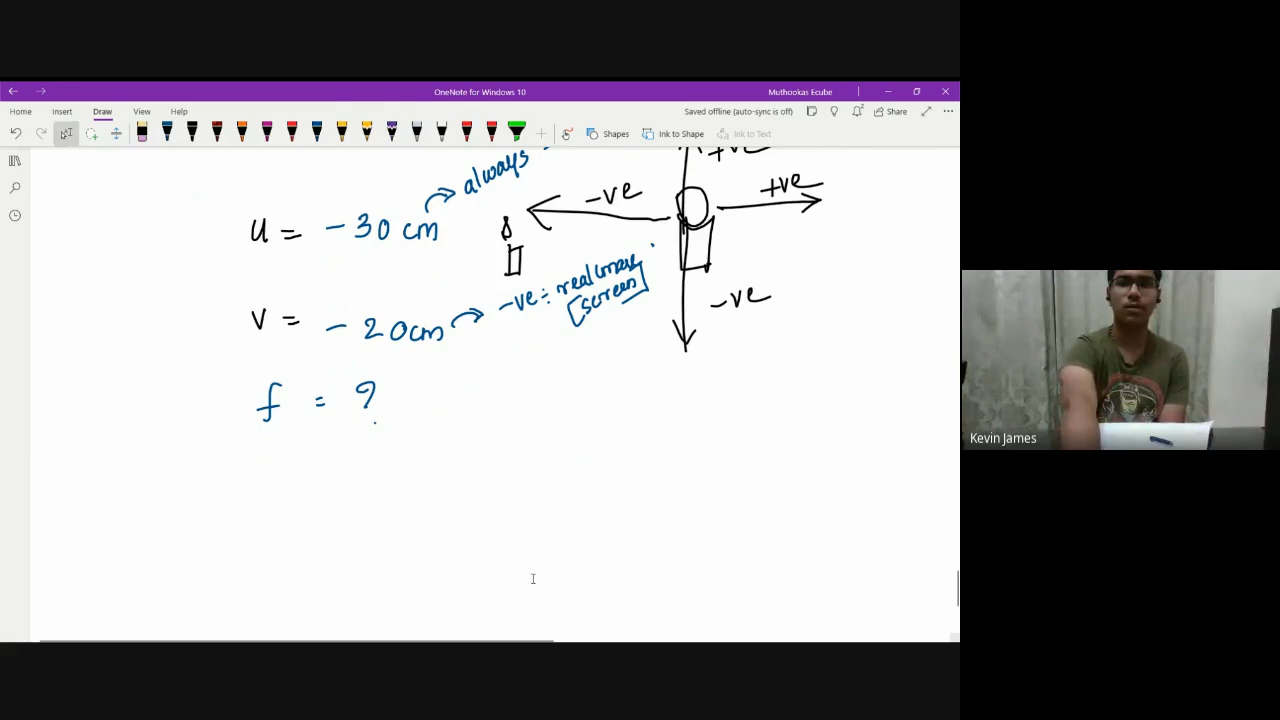 OneNote for Windows 10
Muthookas Ecube
Home Insert Draw View Help
Saved offline (auto-sync is off)
Share
Shapes Ink to Shape Ink to Text
+ve
always
-ve +ve
u = - 30 cm
-ve : real image
[screen]
-ve
v = - 20cm
f = ?
Kevin James